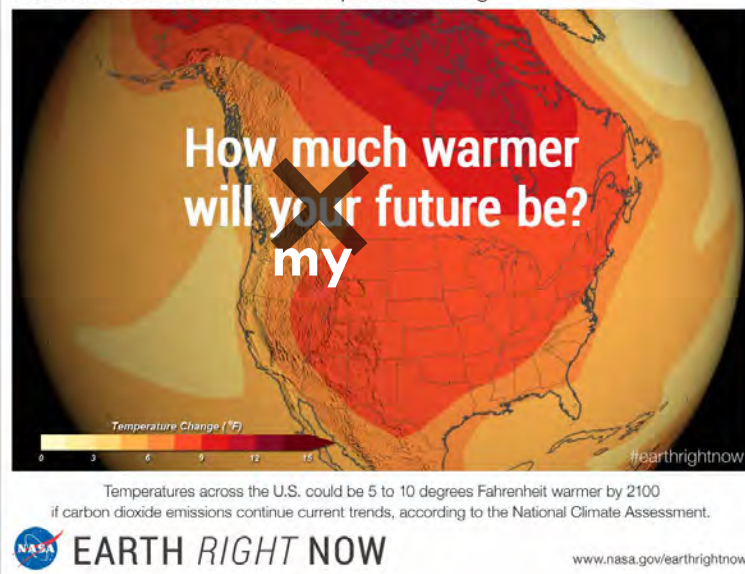 How much warmer
will your future be?
my
Temperature Change (°F)
0 3 6 9 12 15
#earthrightnow
Temperatures across the U.S. could be 5 to 10 degrees Fahrenheit warmer by 2100
if carbon dioxide emissions continue current trends, according to the National Climate Assessment.
NASA
EARTH RIGHT NOW
www.nasa.gov/earthrightnow